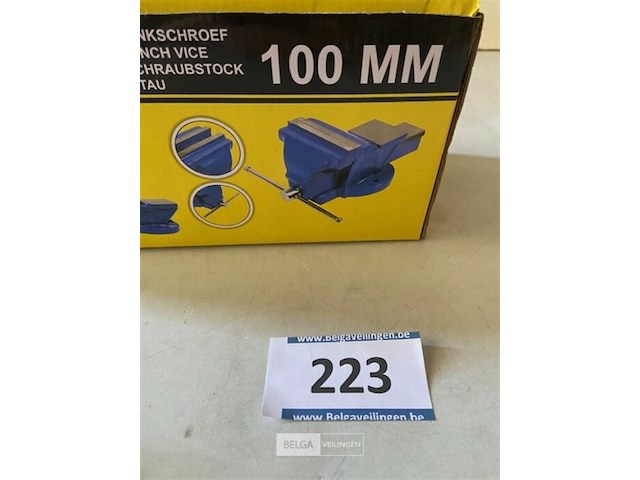 NKSCHROEF
NCH VICE
CHRAUBSTOCK
TAU
100 MM
www.Belgaveilingen.be
223
www.Belgaveilingen.be
BELGA VEILINGEN